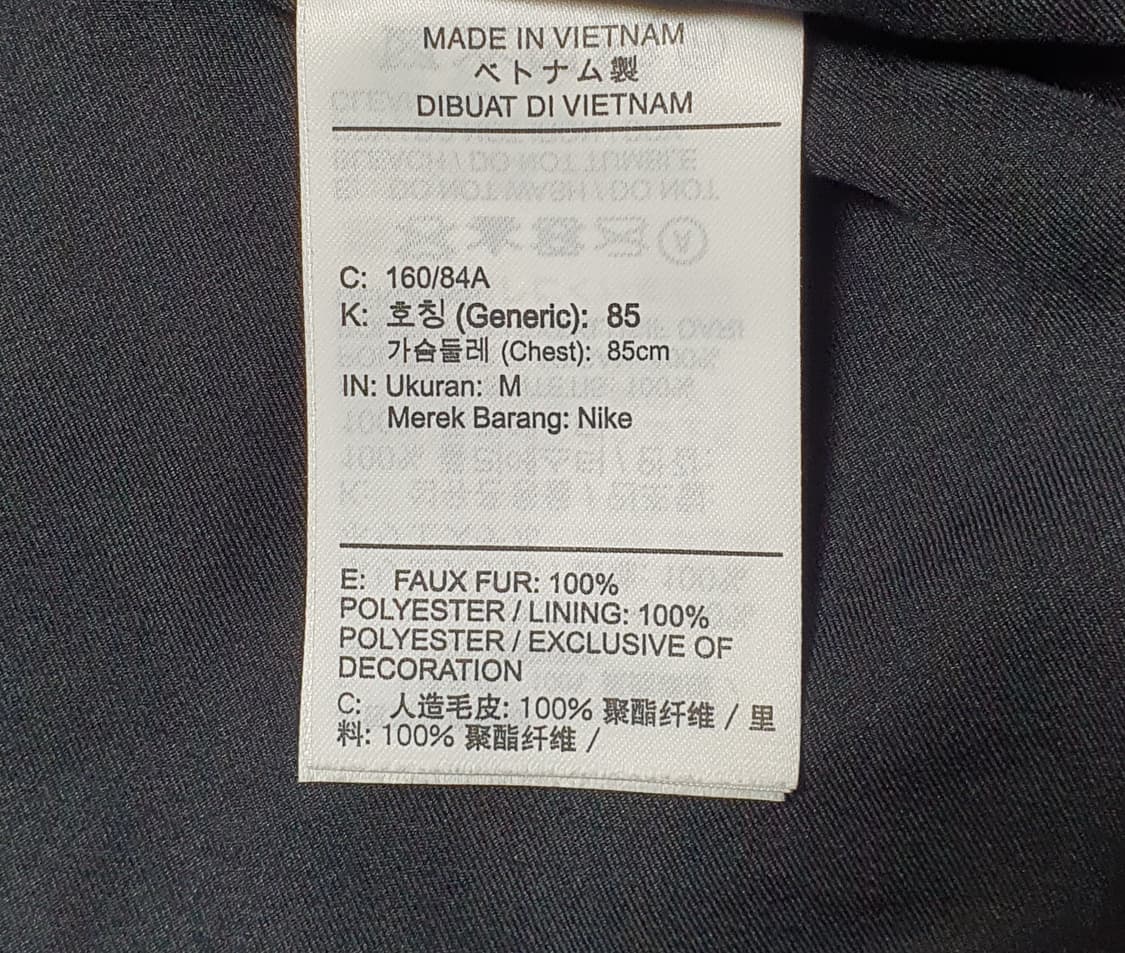 MADE IN VIETNAM
ベトナム製
DIBUAT DI VIETNAM
C: 160/84A
K: 호칭 (Generic): 85
가슴둘레 (Chest): 85cm
IN: Ukuran: M
Merek Barang: Nike
E: FAUX FUR: 100%
POLYESTER / LINING: 100%
POLYESTER / EXCLUSIVE OF
DECORATION
C: 人造毛皮: 100% 聚酯纤维 / 里
料: 100% 聚酯纤维 /